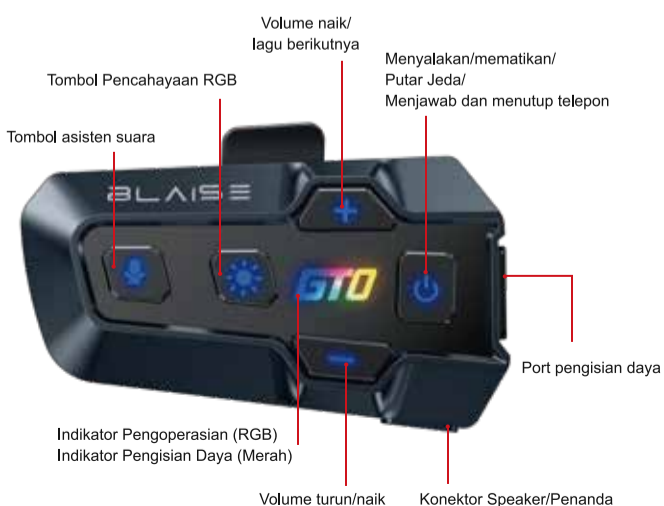 Volume naik/
lagu berikutnya
Menyalakan/mematikan/
Putar Jeda/
Menjawab dan menutup telepon
Tombol Pencahayaan RGB
Tombol asisten suara
BLAISE
GTO
Port pengisian daya
Indikator Pengoperasian (RGB)
Indikator Pengisian Daya (Merah)
Volume turun/naik
Konektor Speaker/Penanda